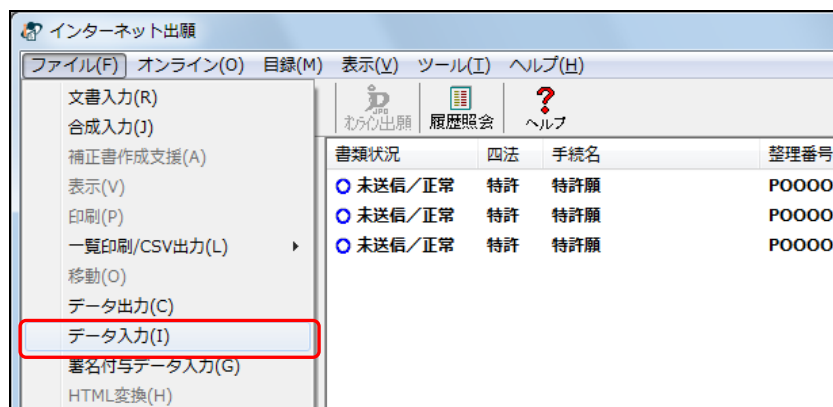 インターネット出願
ファイル(F) オンライン(O) 目録(M) 表示(V) ツール(T) ヘルプ(H)
文書入力(R)
合成入力(J)
補正書作成支援(A)
表示(V)
印刷(P)
一覧印刷/CSV出力(L)
移動(O)
データ出力(C)
データ入力(I)
署名付与データ入力(G)
HTML変換(H)
JPO
オンライン出願 履歴照会 ヘルプ
書類状況 四法 手続名 整理番号
未送信／正常 特許 特許願 P0000
未送信／正常 特許 特許願 P0000
未送信／正常 特許 特許願 P0000